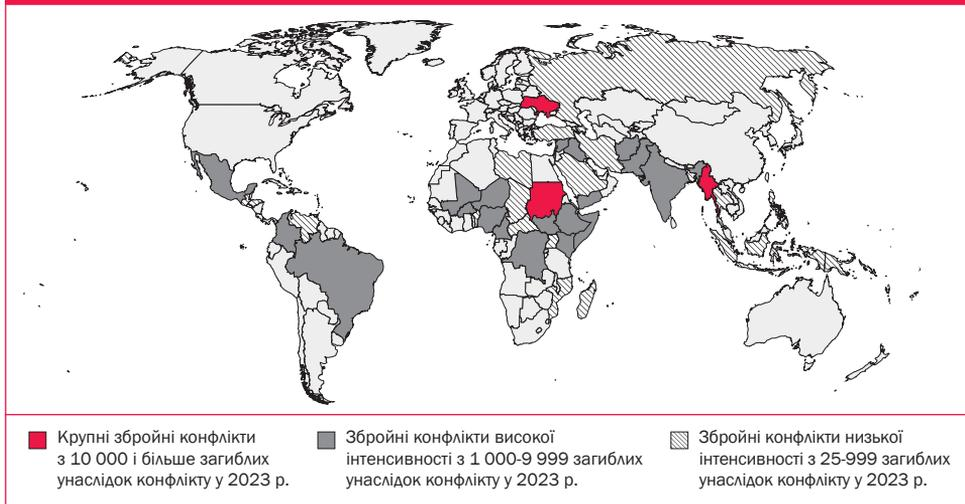 Крупні збройні конфлікти
з 10 000 і більше загиблих
унаслідок конфлікту у 2023 р.
Збройні конфлікти високої
інтенсивності з 1 000-9 999 загиблих
унаслідок конфлікту у 2023 р.
Збройні конфлікти низької
інтенсивності з 25-999 загиблих
унаслідок конфлікту у 2023 р.